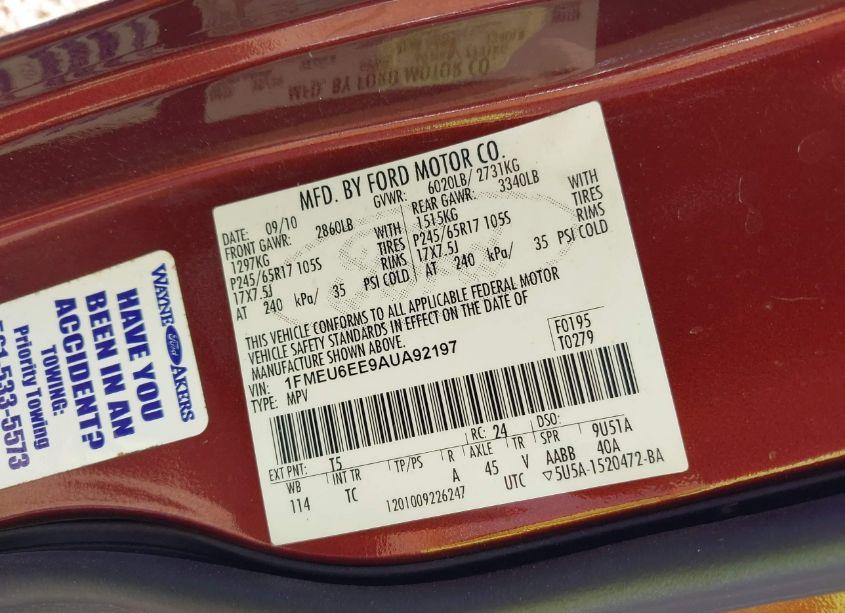 MFD. BY FORD MOTOR CO.
DATE: 09/10 GVWR: 6020LB/ 2731KG
FRONT GAWR: 2860LB REAR GAWR: 3340LB
1297KG WITH 1515KG WITH
P245/65R17 105S TIRES P245/65R17 105S TIRES
17X7.5J RIMS 17X7.5J RIMS
AT 240 kPa/ 35 PSI COLD AT 240 kPa/ 35 PSI COLD
THIS VEHICLE CONFORMS TO ALL APPLICABLE FEDERAL MOTOR
VEHICLE SAFETY STANDARDS IN EFFECT ON THE DATE OF
MANUFACTURE SHOWN ABOVE.
VIN: 1FMEU6EE9AUA92197 F0195
TYPE: MPV T0279
EXT PNT: T5 RC: 24 DSO:
WB INT TR TP/PS R AXLE TR SPR 9U5TA
114 TC A 45 V AABB 40A
1201009226247 UTC ▽5U5A-1520472-BA
WAYNE Ford AKERS
HAVE YOU
BEEN IN AN
ACCIDENT?
TOWING:
Priority Towing
561-533-5573